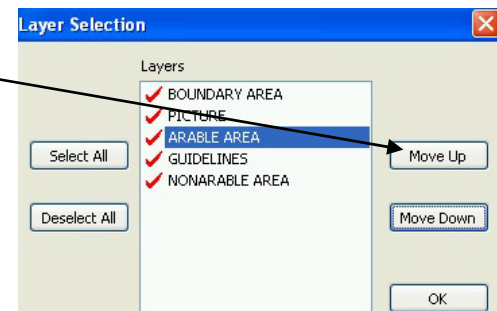 Layer Selection
Layers
BOUNDARY AREA
PICTURE
ARABLE AREA
GUIDELINES
NONARABLE AREA
Select All
Deselect All
Move Up
Move Down
OK